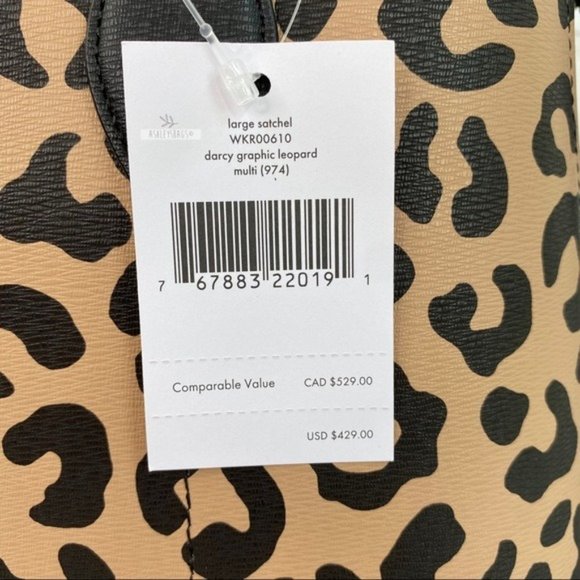 ASHLEYSBAGS©
large satchel
WKR00610
darcy graphic leopard
multi (974)
7 67883 22019 1
Comparable Value CAD $529.00
USD $429.00